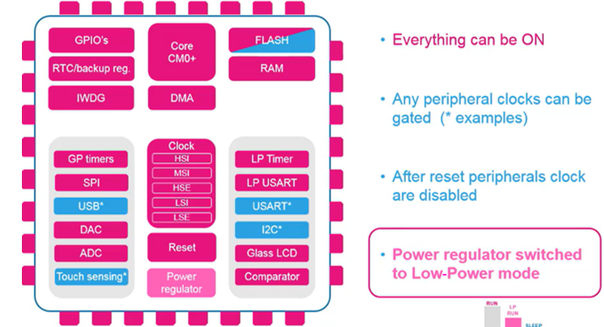 GPIO's
Core
CM0+
FLASH
RTC/backup reg.
RAM
IWDG
DMA
GP timers
SPI
USB*
DAC
ADC
Touch sensing*
Clock
HSI
MSI
HSE
LSI
LSE
Reset
Power
regulator
LP Timer
LP USART
USART*
I2C*
Glass LCD
Comparator
• Everything can be ON
• Any peripheral clocks can be
gated (* examples)
• After reset peripherals clock
are disabled
• Power regulator switched
to Low-Power mode
RUN
LP
RUN
SLEEP